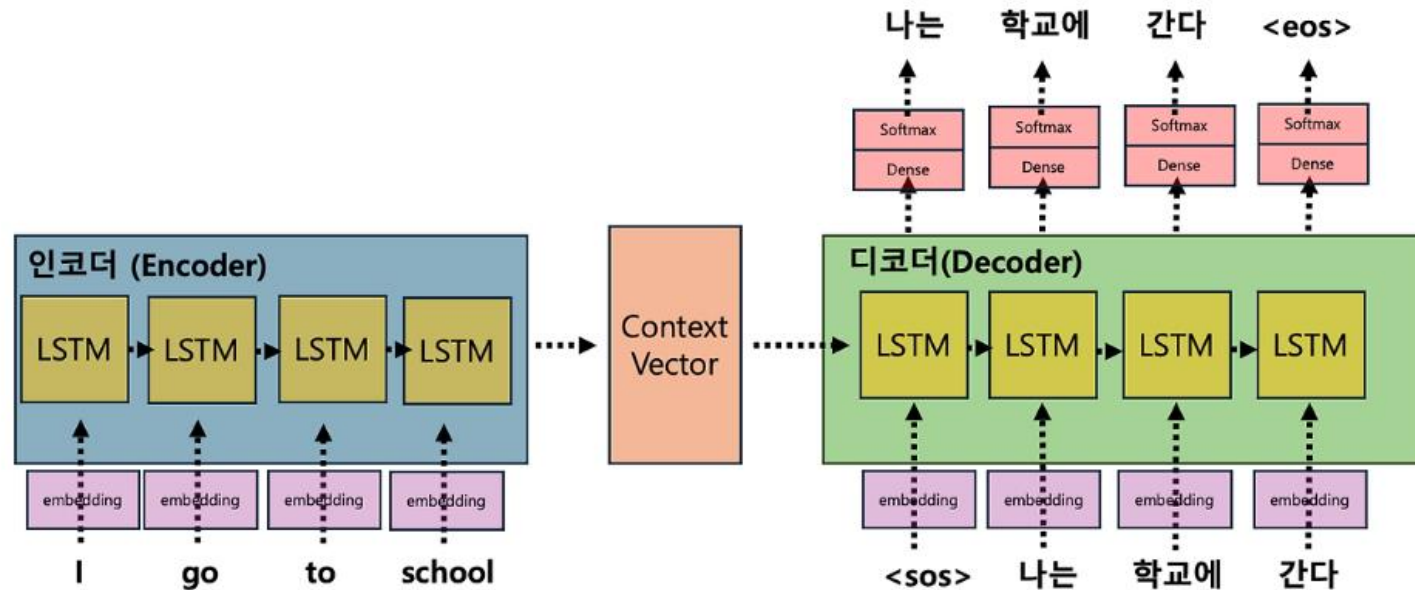 나는 학교에 간다 <eos>
Softmax Softmax Softmax Softmax
Dense Dense Dense Dense
인코더 (Encoder)
LSTM LSTM LSTM LSTM
embedding embedding embedding embedding
I go to school
Context
Vector
디코더(Decoder)
LSTM LSTM LSTM LSTM
embedding embedding embedding embedding
<sos> 나는 학교에 간다